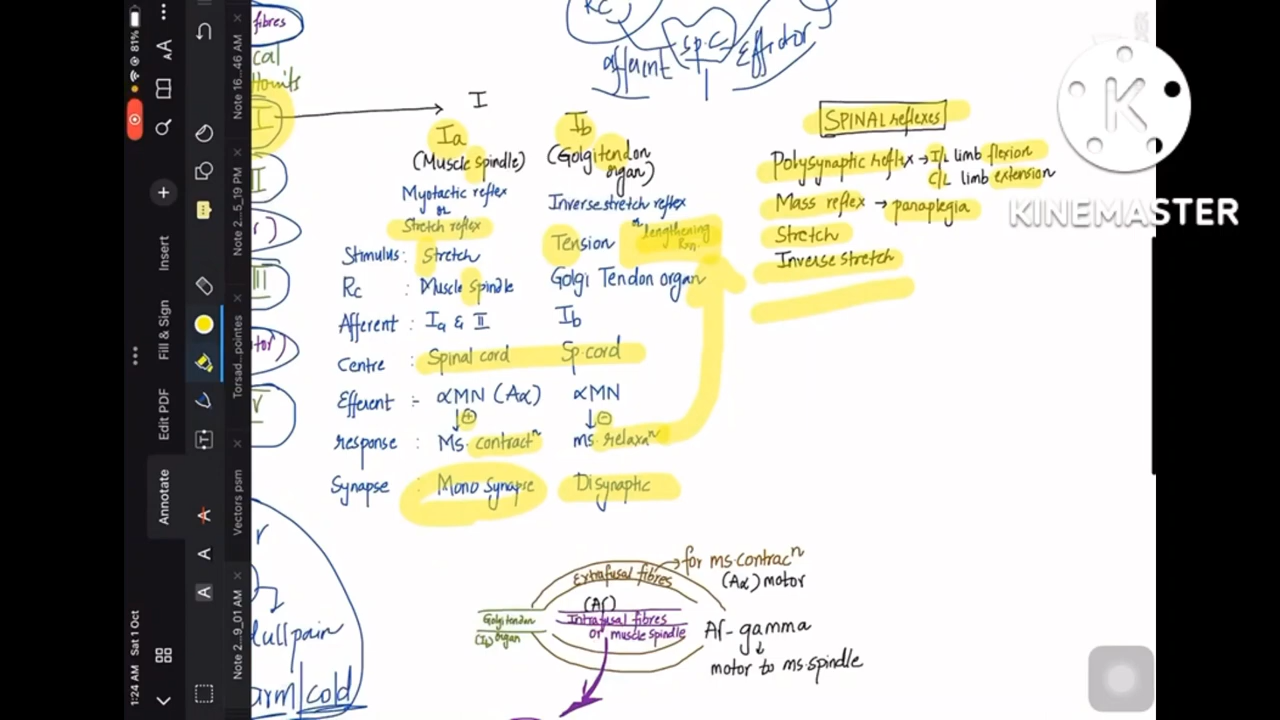 fibres
cal
I
I
II
III
r)
tor)
Rc
afferent
sp.c
Effector
I
Ia
(Muscle spindle)
Myotactic reflex
or
Stretch reflex
Ib
(Golgi tendon
organ)
Inverse stretch reflex
or lengthening
Rxn.
Stimulus: Stretch Tension
Rc : Muscle spindle Golgi Tendon organ
Afferent : Ia & II Ib
Centre : Spinal cord Sp.cord
Efferent :- αMN (Aα) αMN
↓ + ↓ −
response : Ms. contractn ms. relaxan
Synapse : Mono Synapse Disynaptic
SPINAL reflexes
Polysynaptic reflex → I/L limb flexion
C/L limb extension
Mass reflex → paraplegia
Stretch
Inverse stretch
KINEMASTER
K
Extrafusal fibres → for ms.contracn
(Aα) motor
Golgi tendon
(Ib) organ
(Aγ)
Intrafusal fibres
or muscle spindle
Aγ - gamma
↓
motor to ms.spindle
r
dull pain
arm/cold
1:24 AM Sat 1 Oct
81%
Annotate
Edit PDF
Fill & Sign
Insert
Note 2...9_01 AM
Vectors psm
Torsad...pointes
Note 2...5_19 PM
Note 16...46 AM